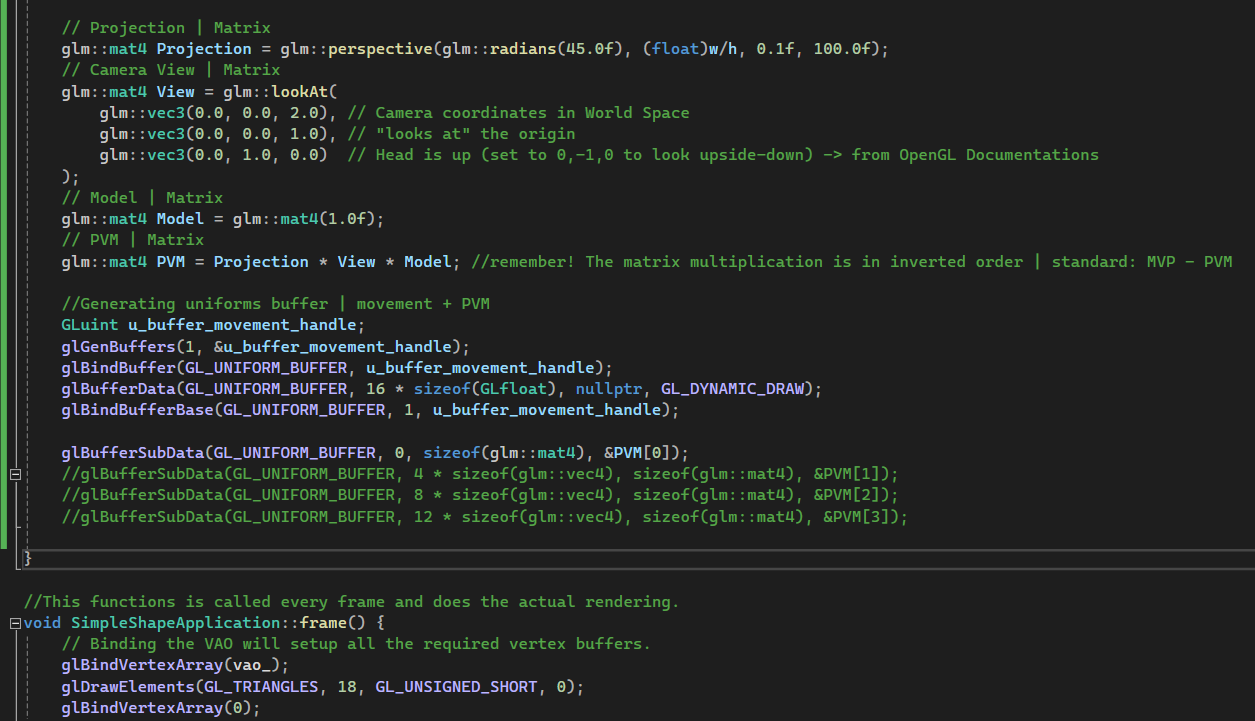 // Projection | Matrix
glm::mat4 Projection = glm::perspective(glm::radians(45.0f), (float)w/h, 0.1f, 100.0f);
// Camera View | Matrix
glm::mat4 View = glm::lookAt(
glm::vec3(0.0, 0.0, 2.0), // Camera coordinates in World Space
glm::vec3(0.0, 0.0, 1.0), // "looks at" the origin
glm::vec3(0.0, 1.0, 0.0)  // Head is up (set to 0,-1,0 to look upside-down) -> from OpenGL Documentations
);
// Model | Matrix
glm::mat4 Model = glm::mat4(1.0f);
// PVM | Matrix
glm::mat4 PVM = Projection * View * Model; //remember! The matrix multiplication is in inverted order | standard: MVP - PVM
//Generating uniforms buffer | movement + PVM
GLuint u_buffer_movement_handle;
glGenBuffers(1, &u_buffer_movement_handle);
glBindBuffer(GL_UNIFORM_BUFFER, u_buffer_movement_handle);
glBufferData(GL_UNIFORM_BUFFER, 16 * sizeof(GLfloat), nullptr, GL_DYNAMIC_DRAW);
glBindBufferBase(GL_UNIFORM_BUFFER, 1, u_buffer_movement_handle);
glBufferSubData(GL_UNIFORM_BUFFER, 0, sizeof(glm::mat4), &PVM[0]);
//glBufferSubData(GL_UNIFORM_BUFFER, 4 * sizeof(glm::vec4), sizeof(glm::mat4), &PVM[1]);
//glBufferSubData(GL_UNIFORM_BUFFER, 8 * sizeof(glm::vec4), sizeof(glm::mat4), &PVM[2]);
//glBufferSubData(GL_UNIFORM_BUFFER, 12 * sizeof(glm::vec4), sizeof(glm::mat4), &PVM[3]);
}
//This functions is called every frame and does the actual rendering.
void SimpleShapeApplication::frame() {
// Binding the VAO will setup all the required vertex buffers.
glBindVertexArray(vao_);
glDrawElements(GL_TRIANGLES, 18, GL_UNSIGNED_SHORT, 0);
glBindVertexArray(0);